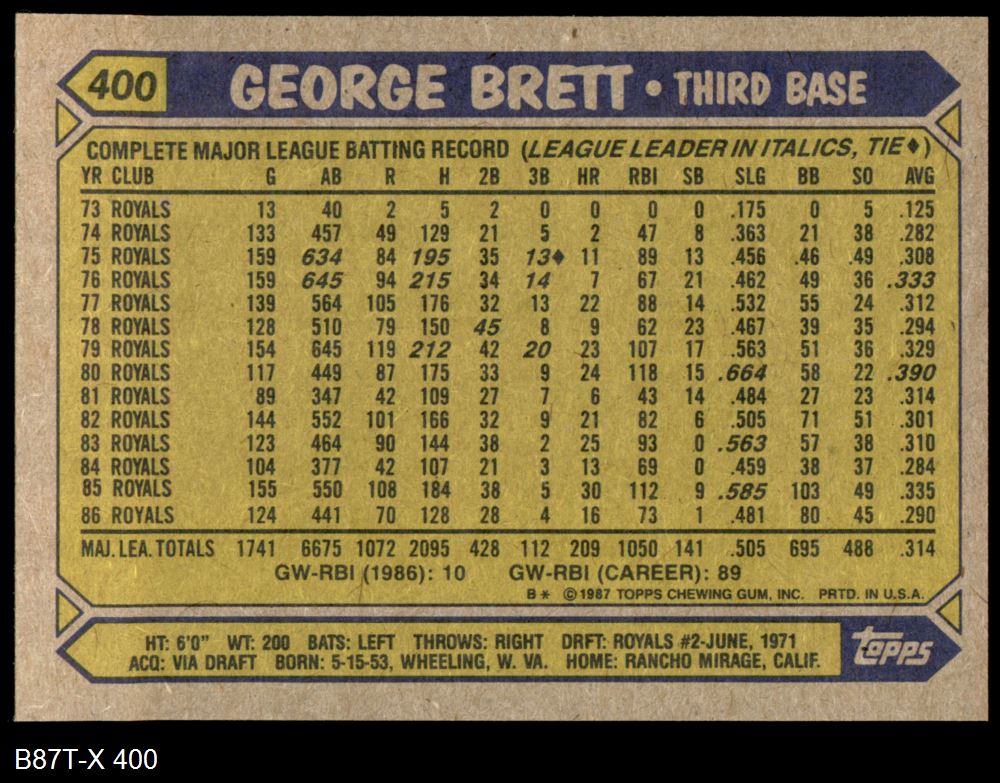 400 GEORGE BRETT • THIRD BASE
COMPLETE MAJOR LEAGUE BATTING RECORD (LEAGUE LEADER IN ITALICS, TIE♦)
YR CLUB G AB R H 2B 3B HR RBI SB SLG BB SO AVG
73 ROYALS 13 40 2 5 2 0 0 0 0 .175 0 5 .125
74 ROYALS 133 457 49 129 21 5 2 47 8 .363 21 38 .282
75 ROYALS 159 634 84 195 35 13♦ 11 89 13 .456 .46 .49 .308
76 ROYALS 159 645 94 215 34 14 7 67 21 .462 49 36 .333
77 ROYALS 139 564 105 176 32 13 22 88 14 .532 55 24 .312
78 ROYALS 128 510 79 150 45 8 9 62 23 .467 39 35 .294
79 ROYALS 154 645 119 212 42 20 23 107 17 .563 51 36 .329
80 ROYALS 117 449 87 175 33 9 24 118 15 .664 58 22 .390
81 ROYALS 89 347 42 109 27 7 6 43 14 .484 27 23 .314
82 ROYALS 144 552 101 166 32 9 21 82 6 .505 71 51 .301
83 ROYALS 123 464 90 144 38 2 25 93 0 .563 57 38 .310
84 ROYALS 104 377 42 107 21 3 13 69 0 .459 38 37 .284
85 ROYALS 155 550 108 184 38 5 30 112 9 .585 103 49 .335
86 ROYALS 124 441 70 128 28 4 16 73 1 .481 80 45 .290
MAJ. LEA. TOTALS 1741 6675 1072 2095 428 112 209 1050 141 .505 695 488 .314
GW-RBI (1986): 10 GW-RBI (CAREER): 89
B* ©1987 TOPPS CHEWING GUM, INC. PRTD. IN U.S.A.
HT: 6'0" WT: 200 BATS: LEFT THROWS: RIGHT DRFT: ROYALS #2-JUNE, 1971
ACQ: VIA DRAFT BORN: 5-15-53, WHEELING, W. VA. HOME: RANCHO MIRAGE, CALIF.
topps
B87T-X 400